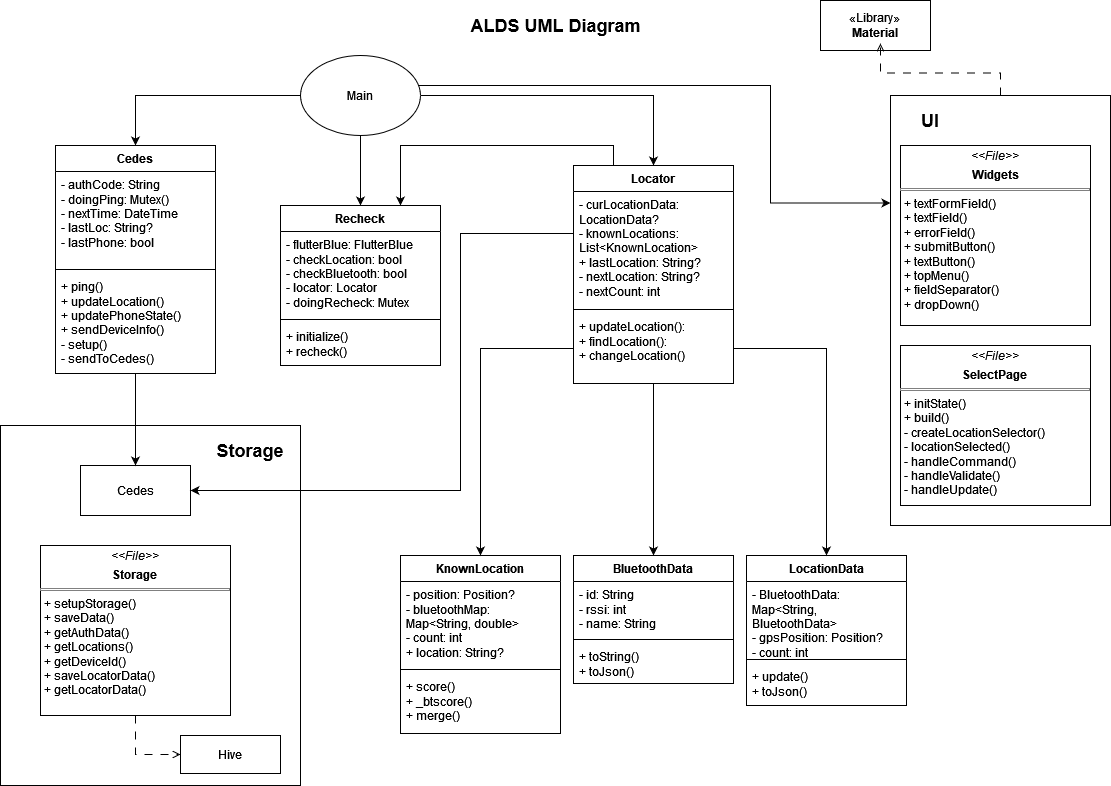 ALDS UML Diagram
«Library»
Material
Main
UI
Cedes
- authCode: String
- doingPing: Mutex()
- nextTime: DateTime
- lastLoc: String?
- lastPhone: bool
+ ping()
+ updateLocation()
+ updatePhoneState()
+ sendDeviceInfo()
- setup()
- sendToCedes()
Recheck
- flutterBlue: FlutterBlue
- checkLocation: bool
- checkBluetooth: bool
- locator: Locator
- doingRecheck: Mutex
+ initialize()
+ recheck()
Locator
- curLocationData:
LocationData?
- knownLocations:
List<KnownLocation>
+ lastLocation: String?
- nextLocation: String?
- nextCount: int
+ updateLocation():
+ findLocation():
+ changeLocation()
<<File>>
Widgets
+ textFormField()
+ textField()
+ errorField()
+ submitButton()
+ textButton()
+ topMenu()
+ fieldSeparator()
+ dropDown()
<<File>>
SelectPage
+ initState()
+ build()
- createLocationSelector()
- locationSelected()
- handleCommand()
- handleValidate()
- handleUpdate()
Storage
Cedes
<<File>>
Storage
+ setupStorage()
+ saveData()
+ getAuthData()
+ getLocations()
+ getDeviceId()
+ saveLocatorData()
+ getLocatorData()
Hive
KnownLocation
- position: Position?
- bluetoothMap:
Map<String, double>
- count: int
+ location: String?
+ score()
+ _btscore()
+ merge()
BluetoothData
- id: String
- rssi: int
- name: String
+ toString()
+ toJson()
LocationData
- BluetoothData:
Map<String,
BluetoothData>
- gpsPosition: Position?
- count: int
+ update()
+ toJson()